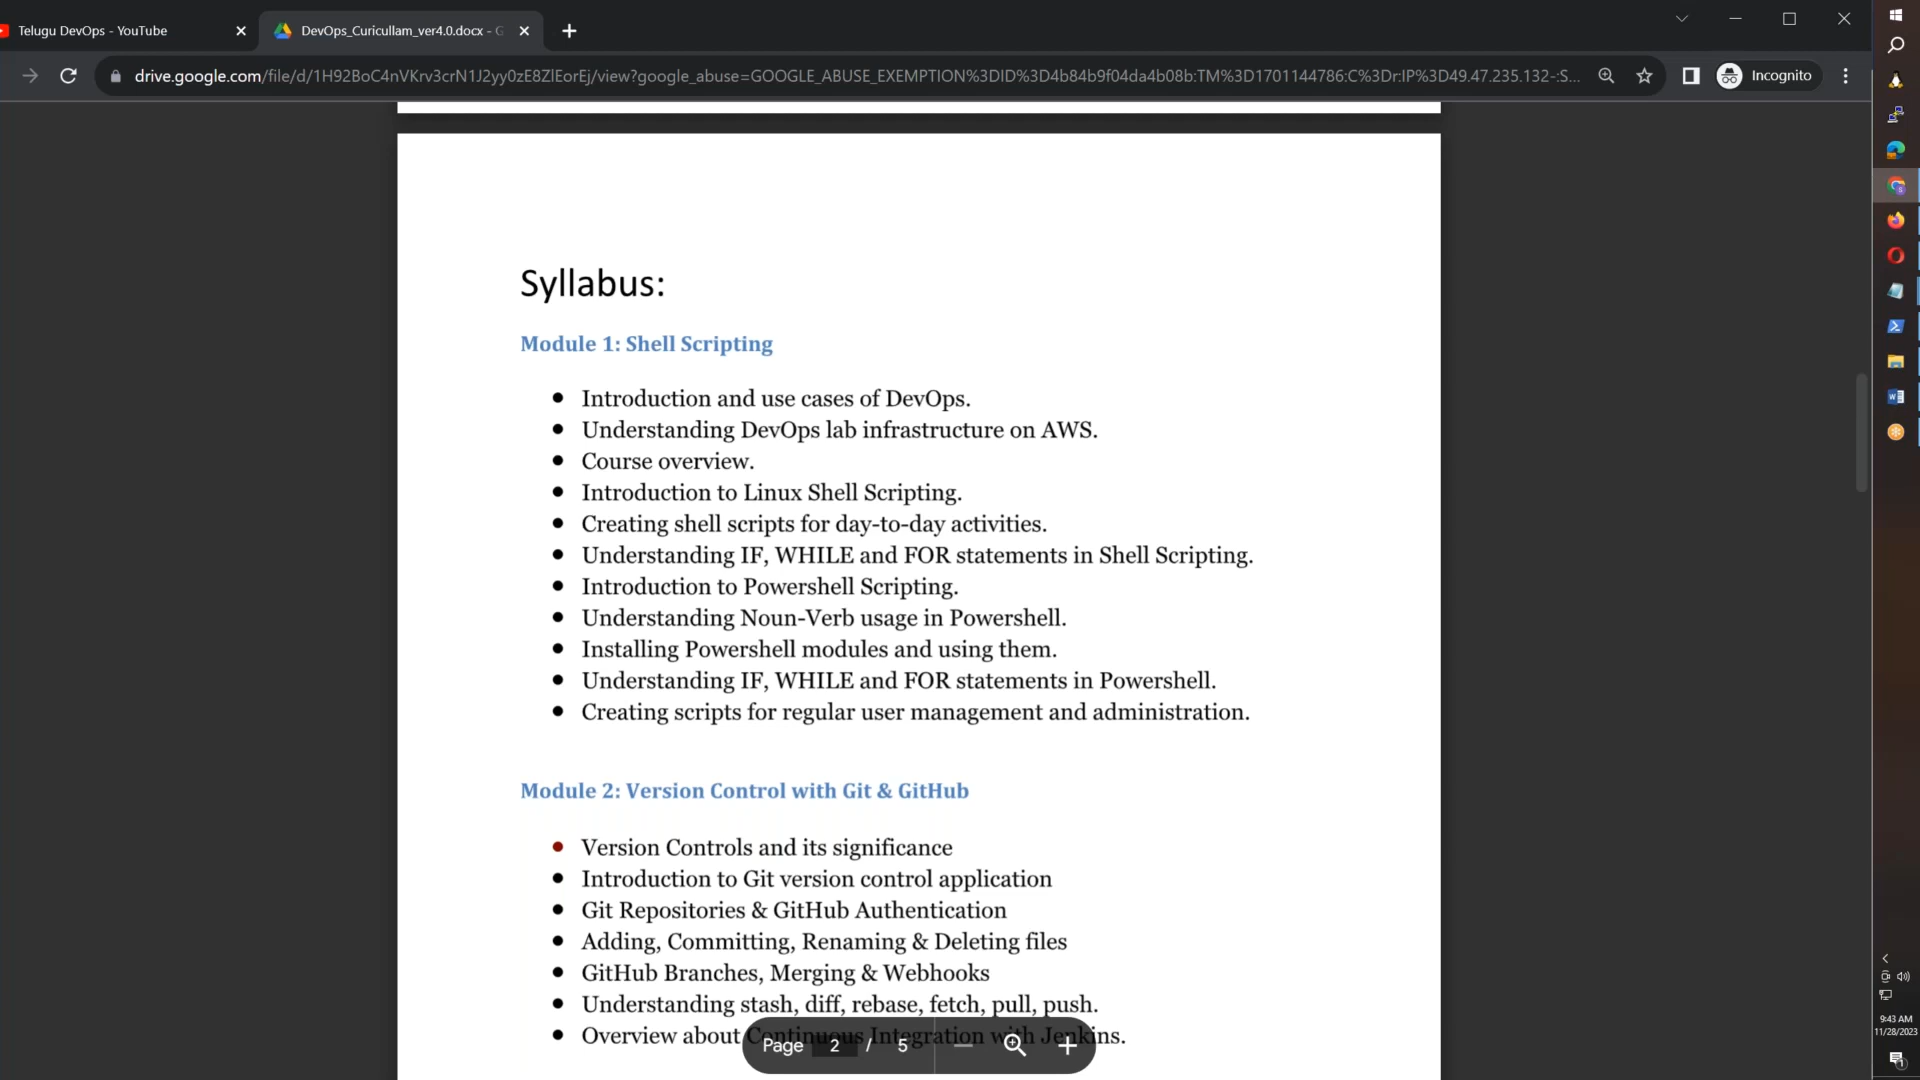 Telugu DevOps - YouTube
DevOps_Curicullam_ver4.0.docx - G
drive.google.com/file/d/1H92BoC4nVKrv3crN1J2yy0zE8ZlEorEj/view?google_abuse=GOOGLE_ABUSE_EXEMPTION%3DID%3D4b84b9f04da4b08b:TM%3D1701144786:C%3Dr:IP%3D49.47.235.132-:S...
Incognito
Syllabus:
Module 1: Shell Scripting
• Introduction and use cases of DevOps.
• Understanding DevOps lab infrastructure on AWS.
• Course overview.
• Introduction to Linux Shell Scripting.
• Creating shell scripts for day-to-day activities.
• Understanding IF, WHILE and FOR statements in Shell Scripting.
• Introduction to Powershell Scripting.
• Understanding Noun-Verb usage in Powershell.
• Installing Powershell modules and using them.
• Understanding IF, WHILE and FOR statements in Powershell.
• Creating scripts for regular user management and administration.
Module 2: Version Control with Git & GitHub
• Version Controls and its significance
• Introduction to Git version control application
• Git Repositories & GitHub Authentication
• Adding, Committing, Renaming & Deleting files
• GitHub Branches, Merging & Webhooks
• Understanding stash, diff, rebase, fetch, pull, push.
• Overview about Continuous Integration with Jenkins.
Page 2 / 5
9:43 AM
11/28/2023